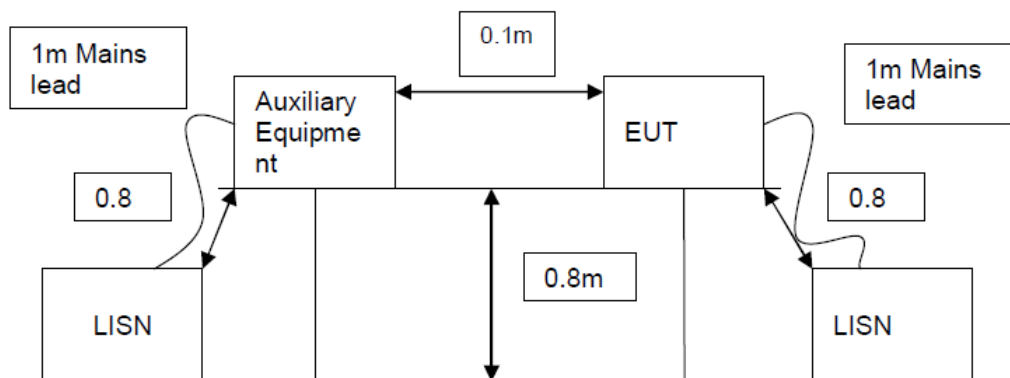 0.1m
1m Mains
lead
1m Mains
lead
Auxiliary
Equipme
nt
EUT
0.8
0.8
0.8m
LISN
LISN